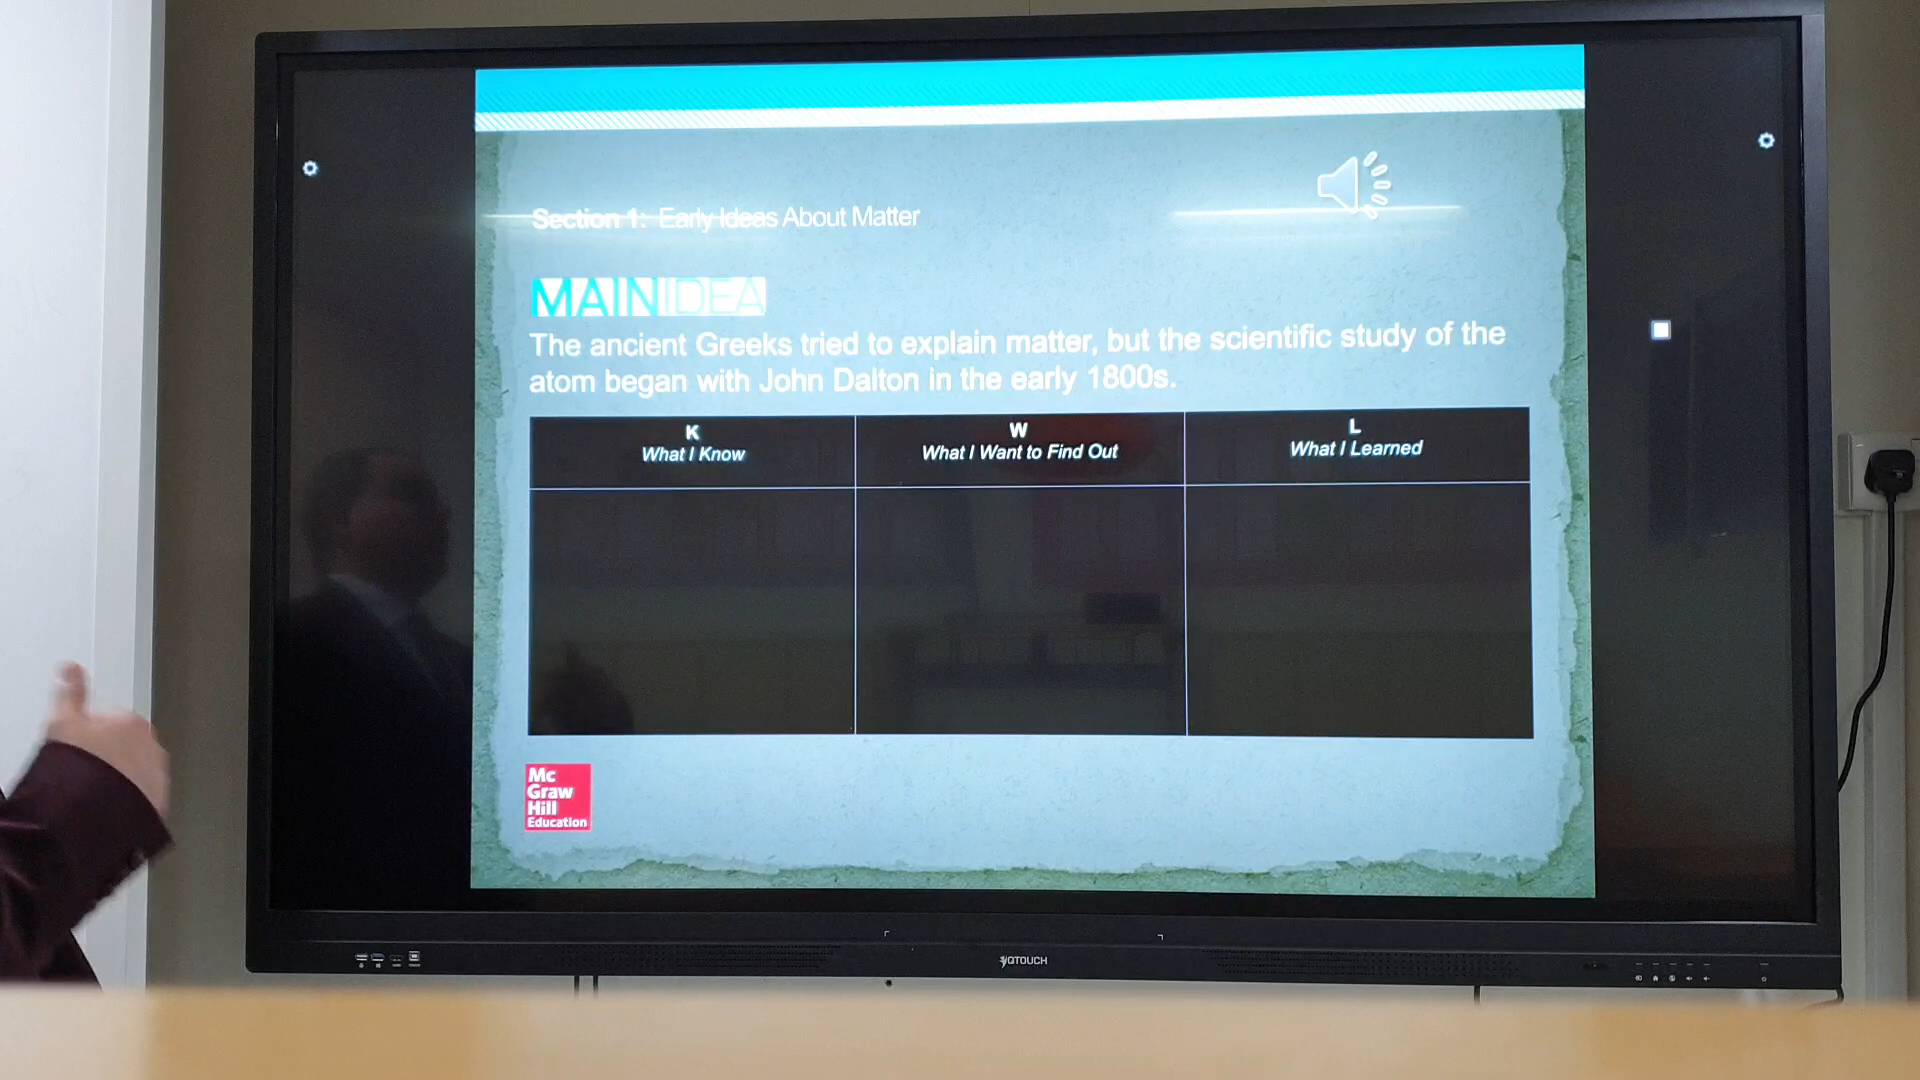 Section 1: Early Ideas About Matter
MAINIDEA
The ancient Greeks tried to explain matter, but the scientific study of the
atom began with John Dalton in the early 1800s.
K
What I Know
W
What I Want to Find Out
L
What I Learned
Mc
Graw
Hill
Education
QTOUCH